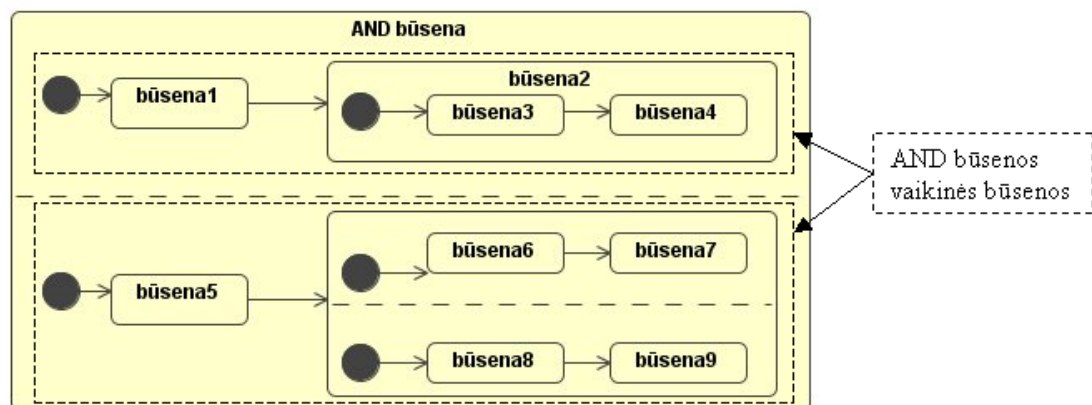 AND būsena
būsena1
būsena2
būsena3
būsena4
AND būsenos
vaikinės būsenos
būsena5
būsena6
būsena7
būsena8
būsena9